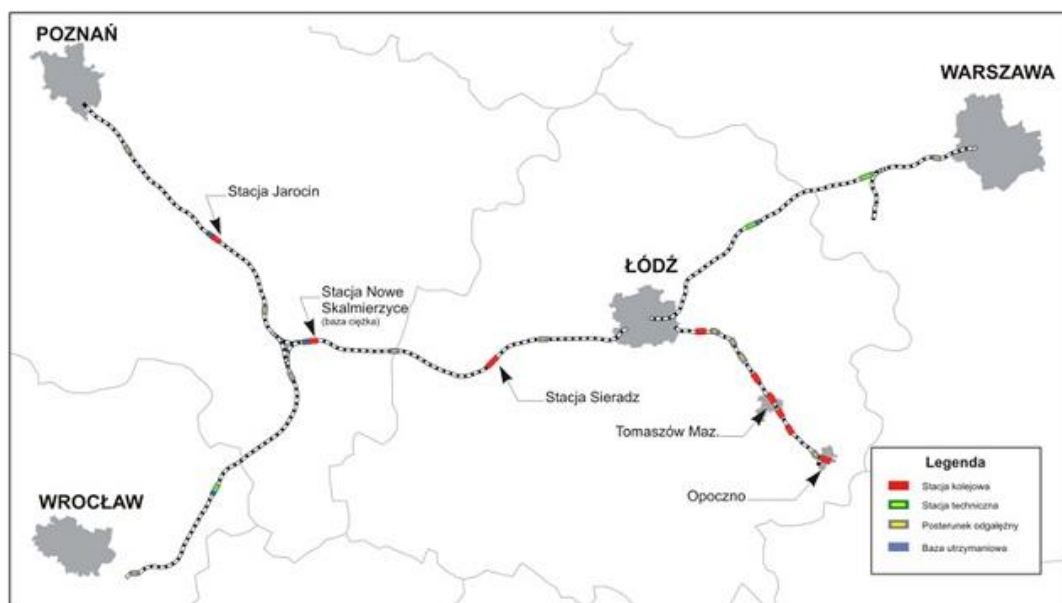 POZNAŃ
WARSZAWA
Stacja Jarocin
ŁÓDŹ
Stacja Nowe
Skalmierzyce
(baza ciężka)
Stacja Sieradz
Tomaszów Maz.
Opoczno
WROCŁAW
Legenda
Stacja kolejowa
Stacja techniczna
Posterunek odgałęźny
Baza utrzymaniowa